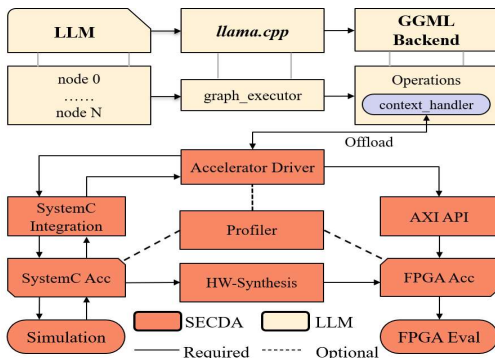 LLM
llama.cpp
GGML
Backend
node 0
......
node N
graph_executor
Operations
context_handler
Offload
Accelerator Driver
SystemC
Integration
Profiler
AXI API
SystemC Acc
HW-Synthesis
FPGA Acc
Simulation
SECDA
LLM
FPGA Eval
Required
Optional